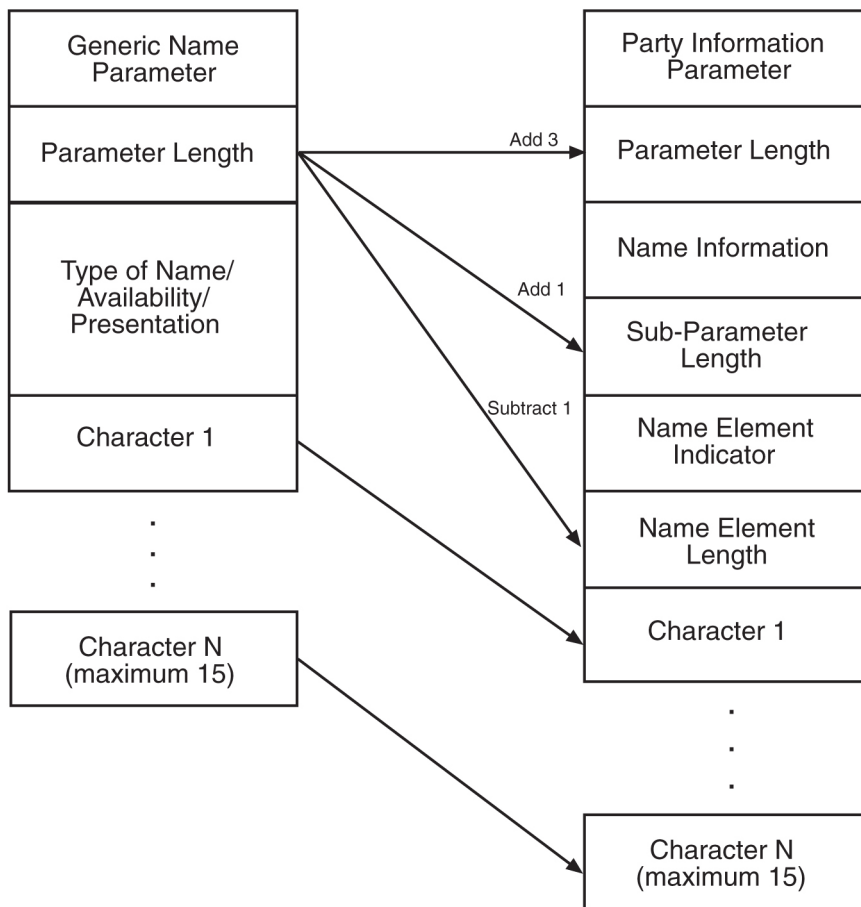 Generic Name
Parameter
Parameter Length
Type of Name/
Availability/
Presentation
Character 1
.
.
.
Character N
(maximum 15)
Add 3
Add 1
Subtract 1
Party Information
Parameter
Parameter Length
Name Information
Sub-Parameter
Length
Name Element
Indicator
Name Element
Length
Character 1
.
.
.
Character N
(maximum 15)